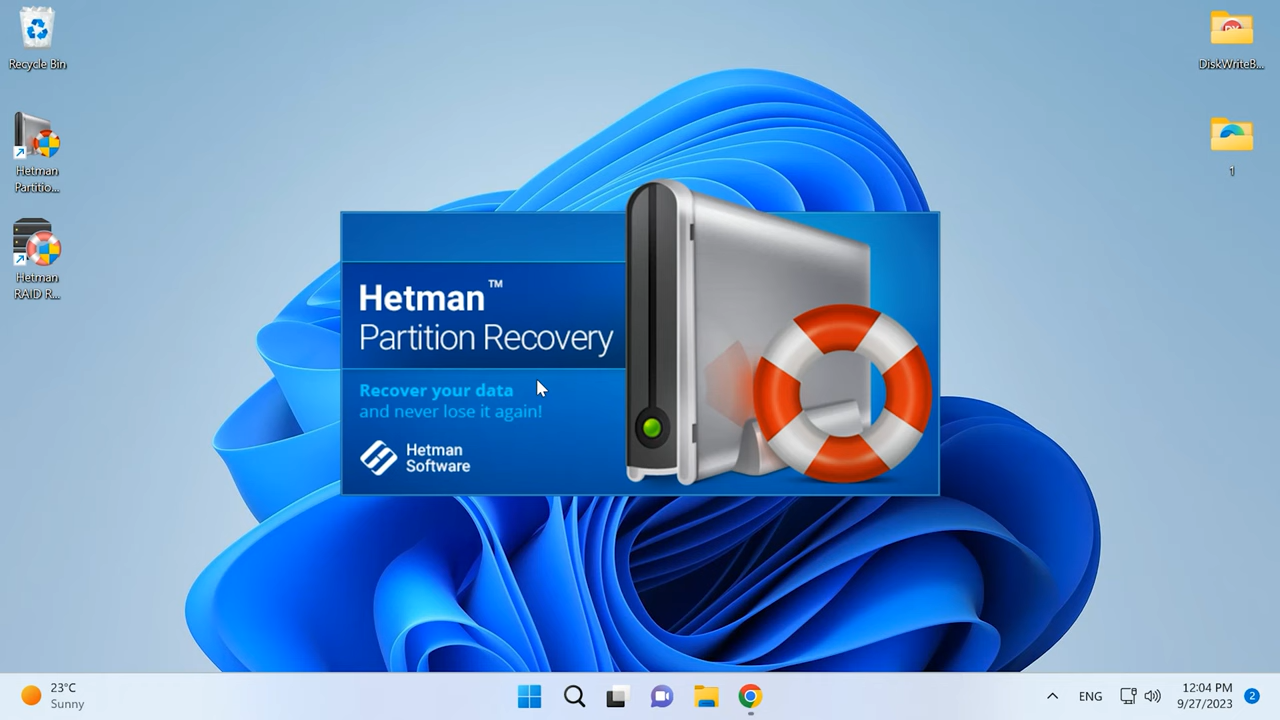 Recycle Bin
Hetman
Partitio...
Hetman
RAID R...
DiskWriteB...
1
Hetman™
Partition Recovery
Recover your data
and never lose it again!
Hetman
Software
23°C
Sunny
ENG
12:04 PM
9/27/2023
2